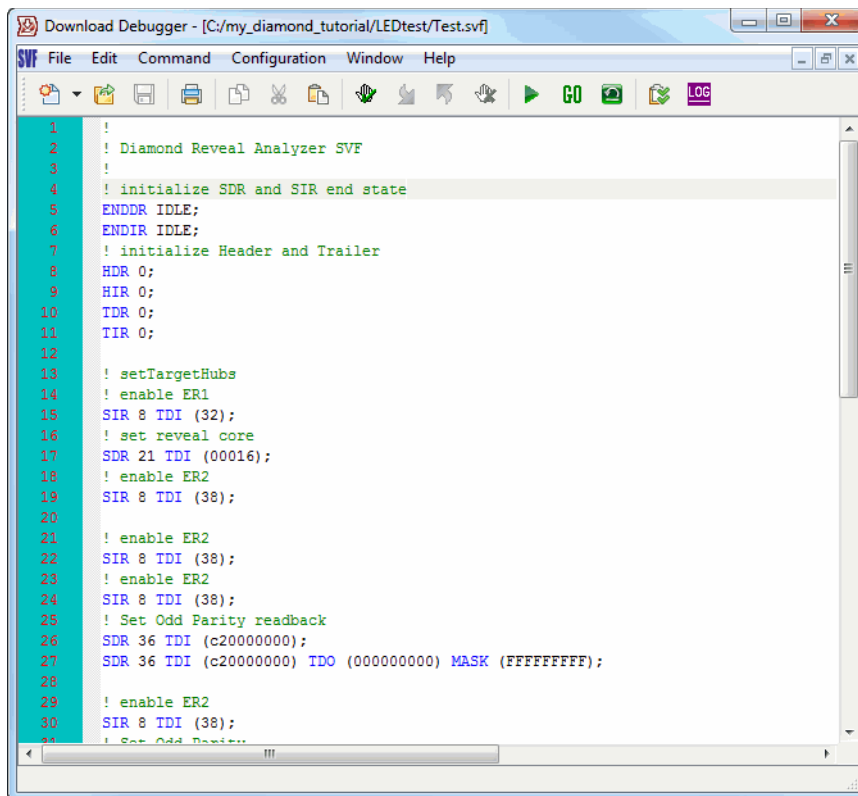 Download Debugger - [C:/my_diamond_tutorial/LEDtest/Test.svf]
SVF File Edit Command Configuration Window Help
GO LOG
1 !
2 ! Diamond Reveal Analyzer SVF
3 !
4 ! initialize SDR and SIR end state
5 ENDDR IDLE;
6 ENDIR IDLE;
7 ! initialize Header and Trailer
8 HDR 0;
9 HIR 0;
10 TDR 0;
11 TIR 0;
12
13 ! setTargetHubs
14 ! enable ER1
15 SIR 8 TDI (32);
16 ! set reveal core
17 SDR 21 TDI (00016);
18 ! enable ER2
19 SIR 8 TDI (38);
20
21 ! enable ER2
22 SIR 8 TDI (38);
23 ! enable ER2
24 SIR 8 TDI (38);
25 ! Set Odd Parity readback
26 SDR 36 TDI (c20000000);
27 SDR 36 TDI (c20000000) TDO (000000000) MASK (FFFFFFFFF);
28
29 ! enable ER2
30 SIR 8 TDI (38);
31 ! Set Odd Parity